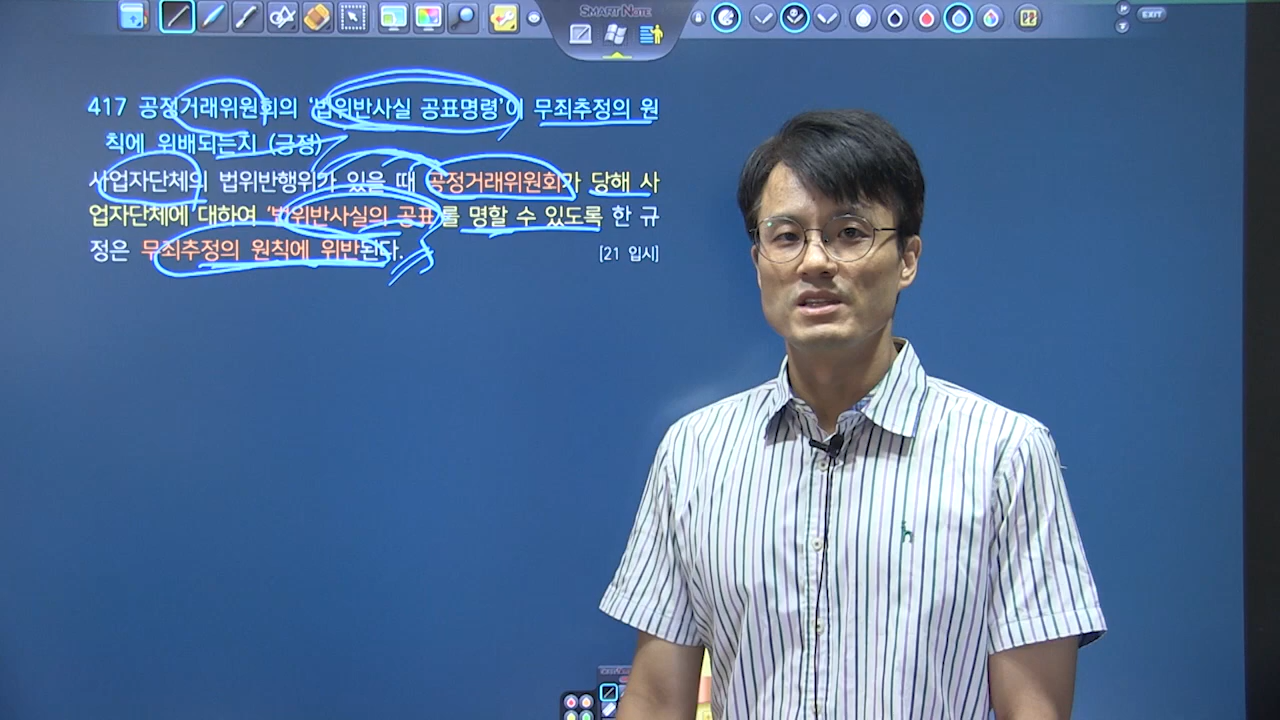 SMART NOTE
EXIT
417 공정거래위원회의 '법위반사실 공표명령'이 무죄추정의 원
칙에 위배되는지 (긍정)
사업자단체의 법위반행위가 있을 때 공정거래위원회가 당해 사
업자단체에 대하여 '법위반사실의 공표'를 명할 수 있도록 한 규
정은 무죄추정의 원칙에 위반된다.
[21 입시]